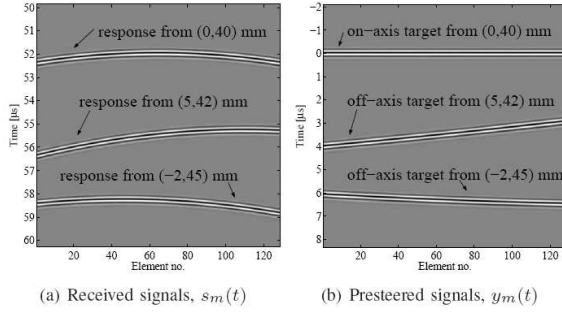 50
51
52
53
54
55
56
57
58
59
60
Time [µs]
response from (0,40) mm
response from (5,42) mm
response from (−2,45) mm
20 40 60 80 100 120
Element no.
(a) Received signals, sm(t)
−2
−1
0
1
2
3
4
5
6
7
8
Time [µs]
on−axis target from (0,40) mm
off−axis target from (5,42) mm
off−axis target from (−2,45) mm
20 40 60 80 100 120
Element no.
(b) Presteered signals, ym(t)